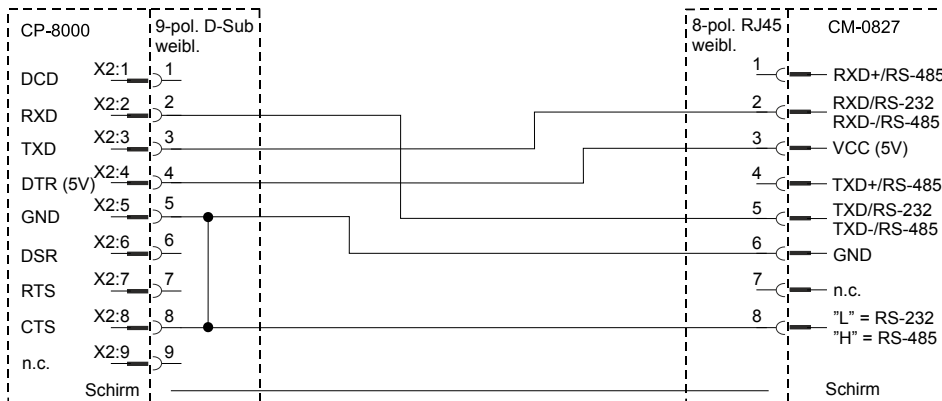 CP-8000
9-pol. D-Sub
weibl.
8-pol. RJ45
weibl.
CM-0827
DCD X2:1 1
1 RXD+/RS-485
RXD X2:2 2
2 RXD/RS-232
RXD-/RS-485
TXD X2:3 3
3 VCC (5V)
DTR (5V) X2:4 4
4 TXD+/RS-485
GND X2:5 5
5 TXD/RS-232
TXD-/RS-485
DSR X2:6 6
6 GND
RTS X2:7 7
7 n.c.
CTS X2:8 8
8 "L" = RS-232
"H" = RS-485
n.c. X2:9 9
Schirm
Schirm